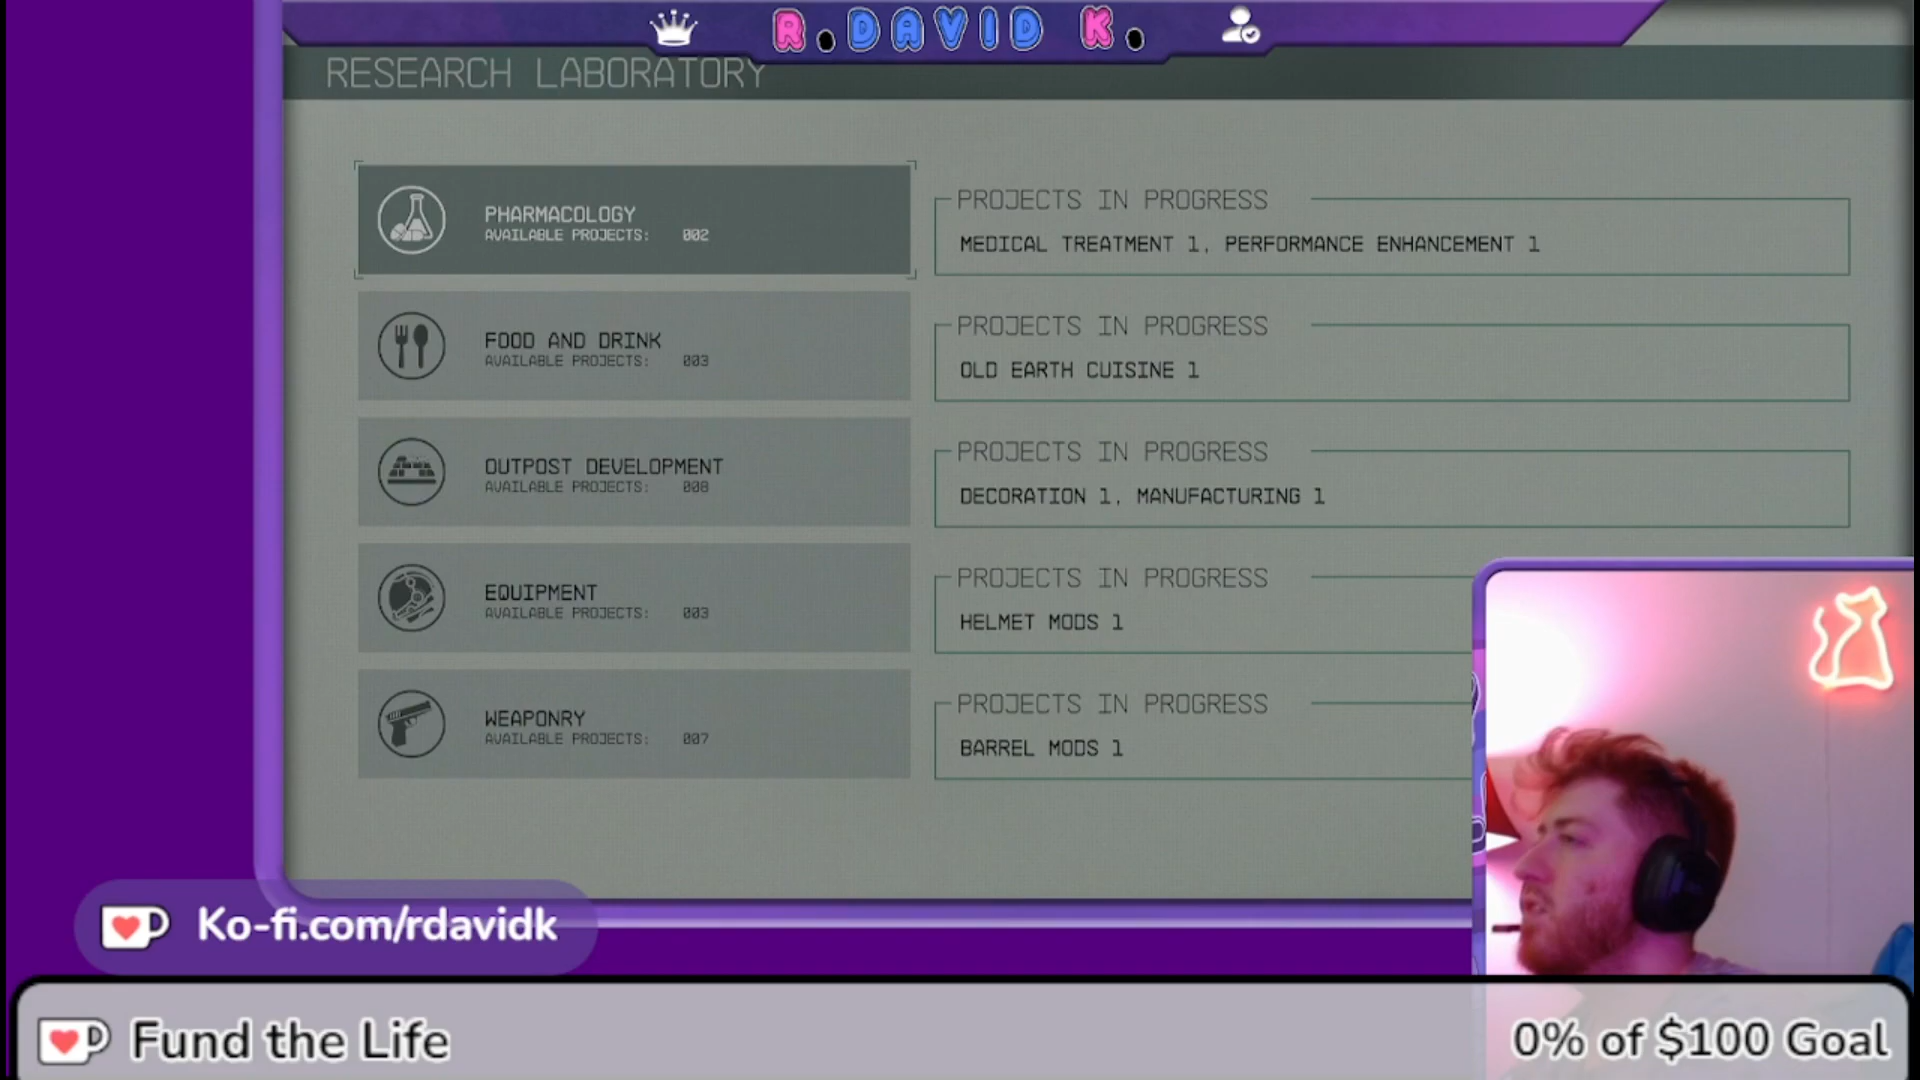 R.DAVID K.
RESEARCH LABORATORY
PHARMACOLOGY
AVAILABLE PROJECTS: 002
PROJECTS IN PROGRESS
MEDICAL TREATMENT 1, PERFORMANCE ENHANCEMENT 1
FOOD AND DRINK
AVAILABLE PROJECTS: 003
PROJECTS IN PROGRESS
OLD EARTH CUISINE 1
OUTPOST DEVELOPMENT
AVAILABLE PROJECTS: 008
PROJECTS IN PROGRESS
DECORATION 1, MANUFACTURING 1
EQUIPMENT
AVAILABLE PROJECTS: 003
PROJECTS IN PROGRESS
HELMET MODS 1
WEAPONRY
AVAILABLE PROJECTS: 007
PROJECTS IN PROGRESS
BARREL MODS 1
Ko-fi.com/rdavidk
Fund the Life
0% of $100 Goal